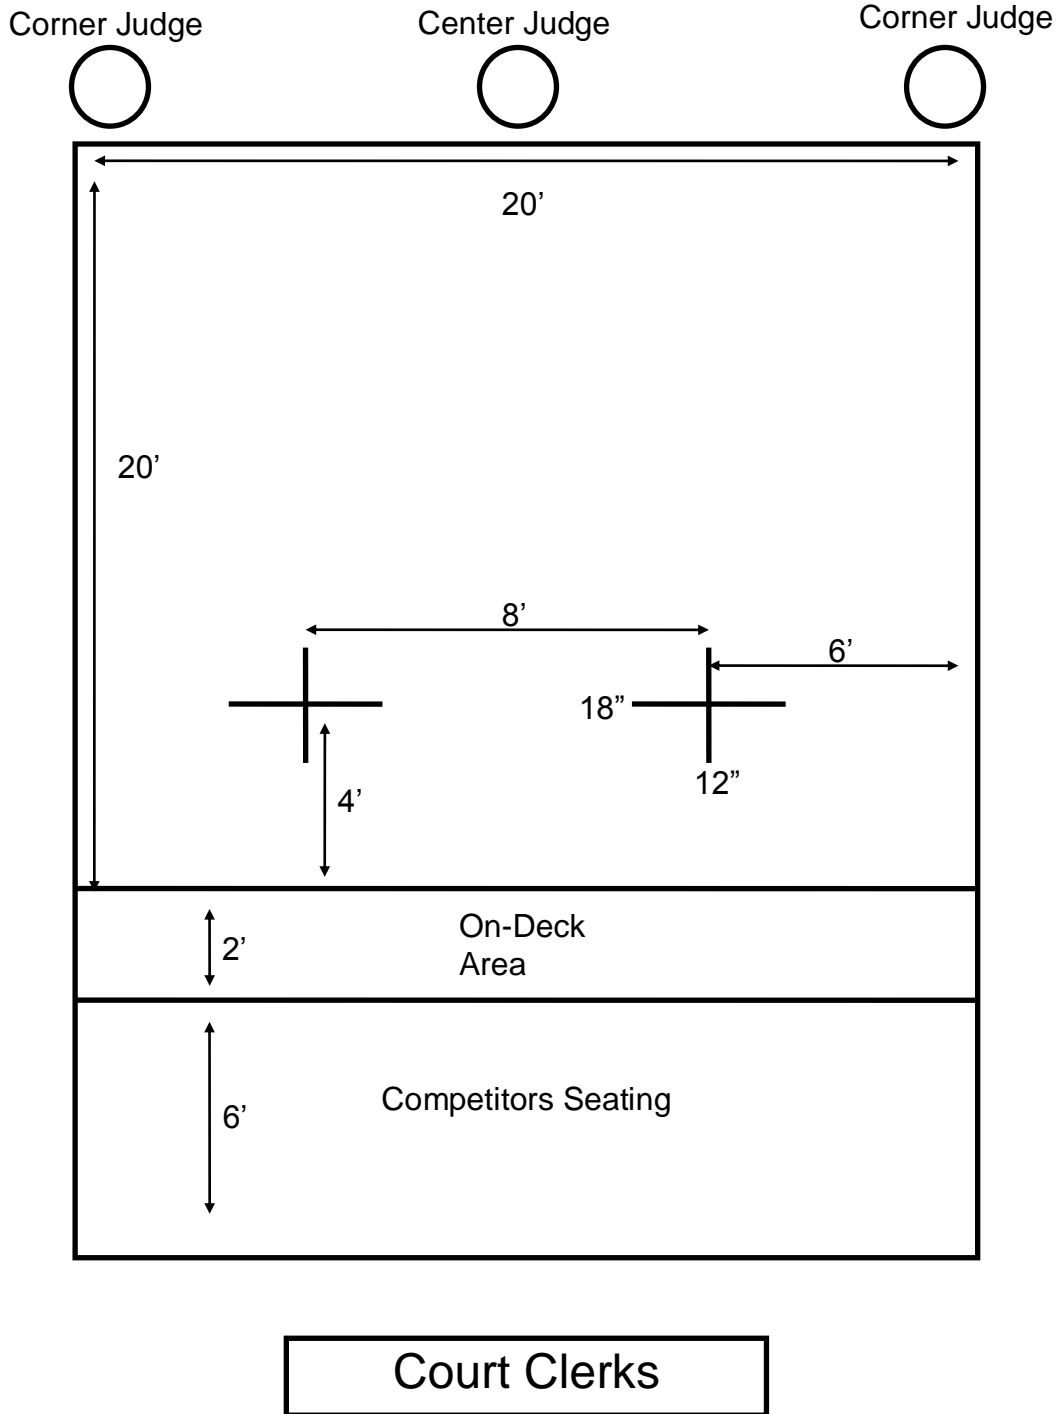 Corner Judge
Center Judge
Corner Judge
20’
20’
8’
6’
18”
12”
4’
On-Deck
Area
2’
Competitors Seating
6’
Court Clerks